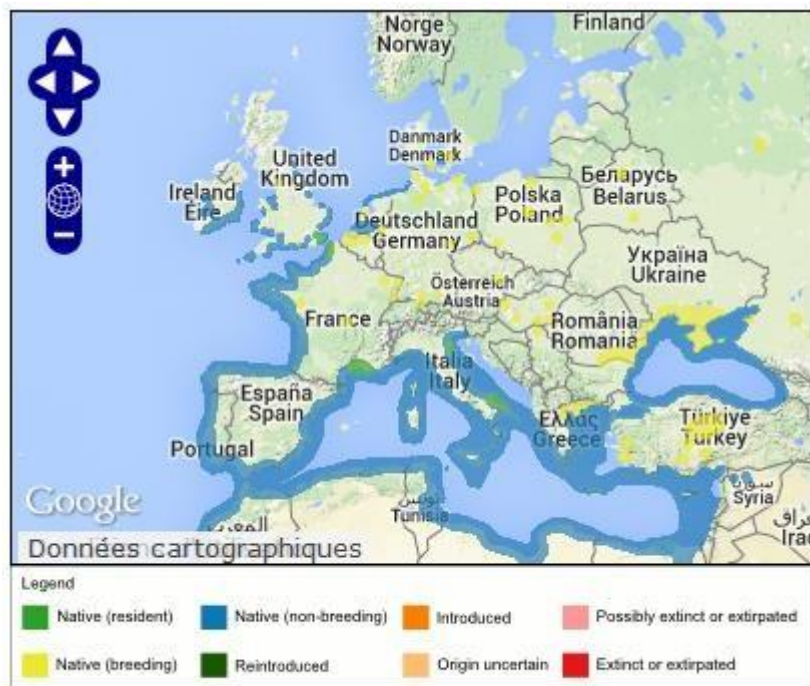 Norge
Norway
Finland
Danmark
Denmark
United
Kingdom
Ireland
Éire
Беларусь
Belarus
Polska
Poland
Deutschland
Germany
Україна
Ukraine
Österreich
Austria
France
România
Romania
Italia
Italy
España
Spain
Portugal
Ελλάς
Greece
Türkiye
Turkey
تونس
Tunisia
Syria
المغرب
Google
Données cartographiques
Legend
Native (resident)
Native (non-breeding)
Introduced
Possibly extinct or extirpated
Native (breeding)
Reintroduced
Origin uncertain
Extinct or extirpated